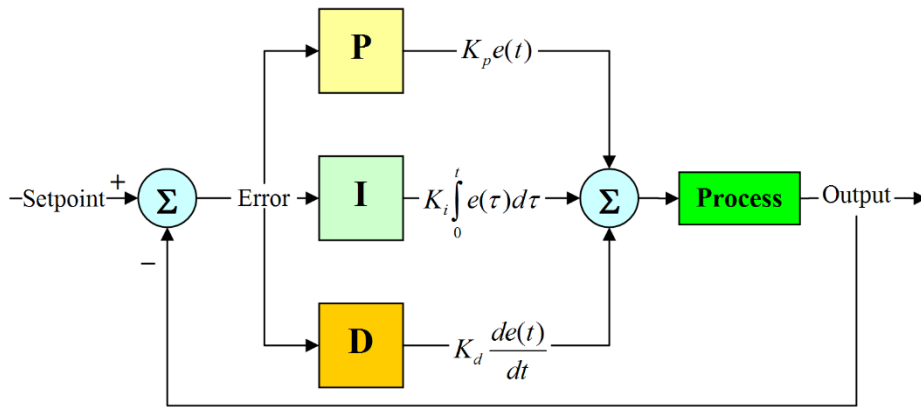 P
K_p e(t)
Setpoint
+
Σ
−
Error
I
K_i ∫_0^t e(τ)dτ
Σ
Process
Output
D
K_d de(t)/dt